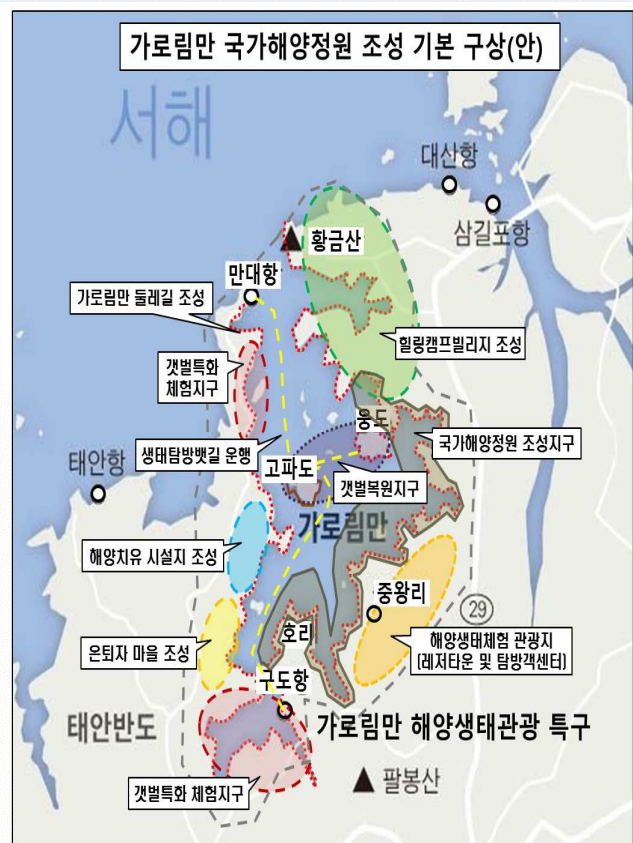 가로림만 국가해양정원 조성 기본 구상(안)
서해
대산항
삼길포항
황금산
만대항
가로림만 둘레길 조성
힐링캠프빌리지 조성
갯벌특화
체험지구
웅도
국가해양정원 조성지구
생태탐방뱃길 운행
고파도
갯벌복원지구
태안항
가로림만
해양치유 시설지 조성
중왕리
29
호리
해양생태체험 관광지
(레저타운 및 탐방객센터)
은퇴자 마을 조성
구도항
태안반도
가로림만 해양생태관광 특구
갯벌특화 체험지구
팔봉산